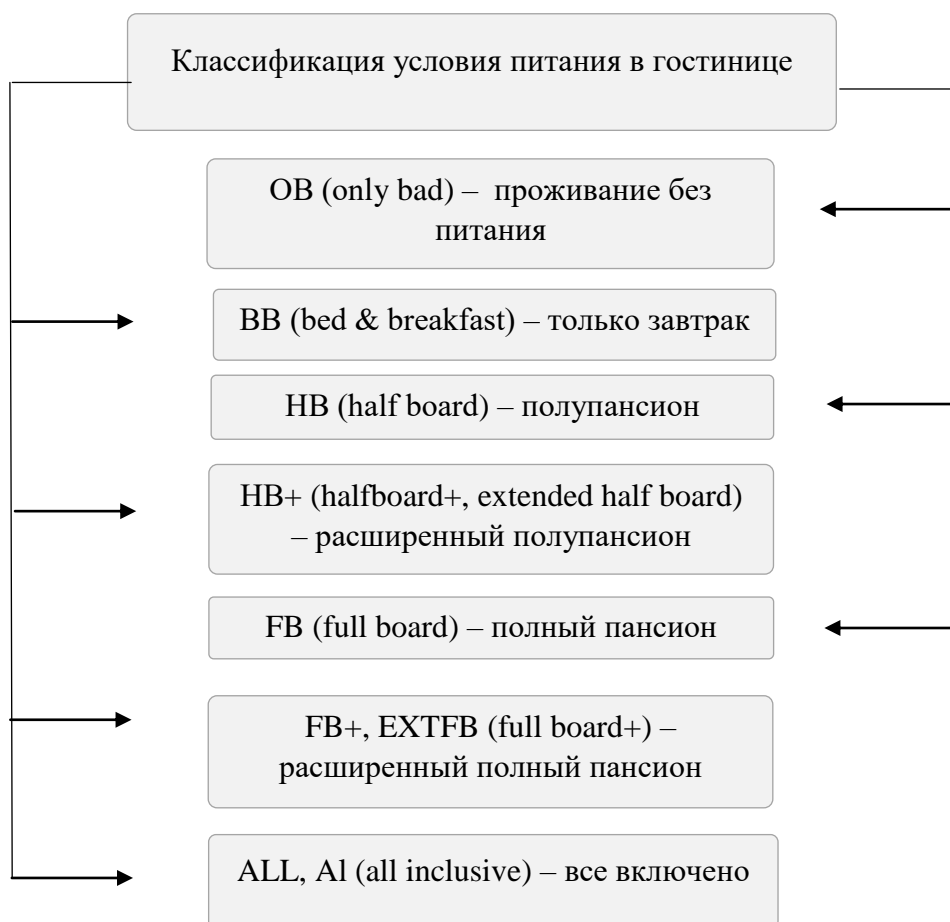 Классификация условия питания в гостинице
OB (only bad) – проживание без
питания
BB (bed & breakfast) – только завтрак
HB (half board) – полупансион
HB+ (halfboard+, extended half board)
– расширенный полупансион
FB (full board) – полный пансион
FB+, EXTFB (full board+) –
расширенный полный пансион
ALL, Al (all inclusive) – все включено